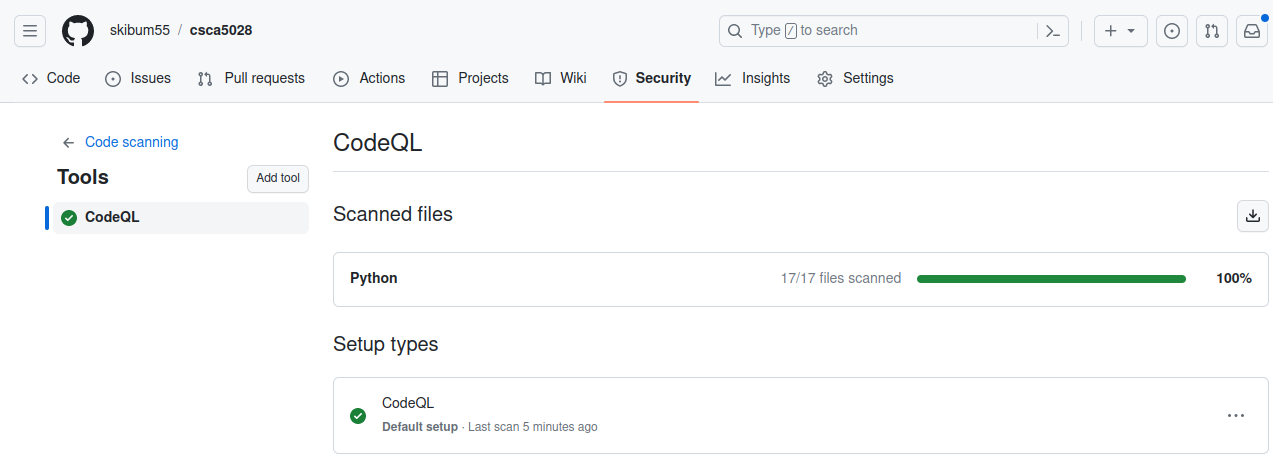 skibum55 / csca5028
Type / to search
Code Issues Pull requests Actions Projects Wiki Security Insights Settings
Code scanning
Tools
Add tool
CodeQL
CodeQL
Scanned files
Python 17/17 files scanned 100%
Setup types
CodeQL
Default setup · Last scan 5 minutes ago